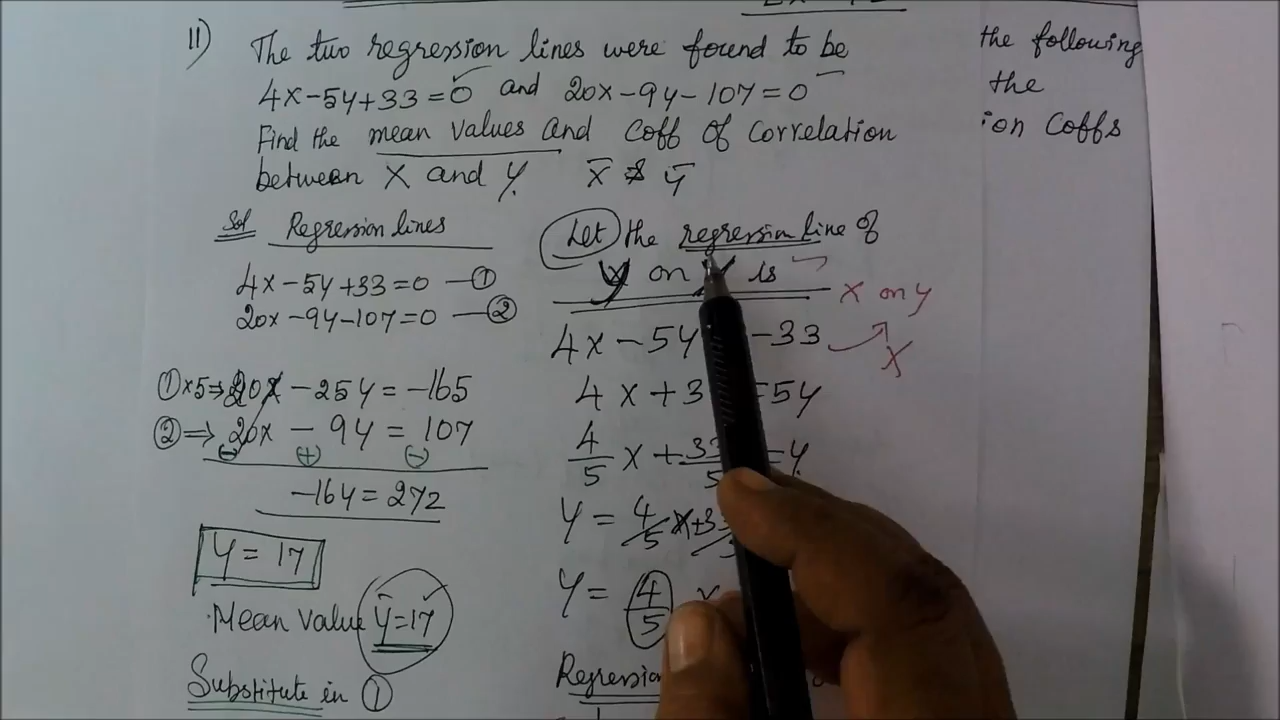 11) The two regression lines were found to be
4x-5y+33=0 and 20x-9y-107=0
Find the mean values and Coff of Correlation
between X and Y. x̄ & ȳ
the following
the
ion Coffs
Sol Regression lines
4x-5y+33=0 —①
20x-9y-107=0 —②
①x5⇒ 20x -25y = -165
②⇒ 20x - 9y = 107
(-) (+) (-)
-16y = 272
Y = 17
Mean value ȳ=17
Substitute in ①
Let the regression line of
Y on is
X on y
X
4x-5y -33
4x+3 =5y
4/5 x + 33/5 = y
Y = 4/5 x+33
Y = 4/5 x
Regression